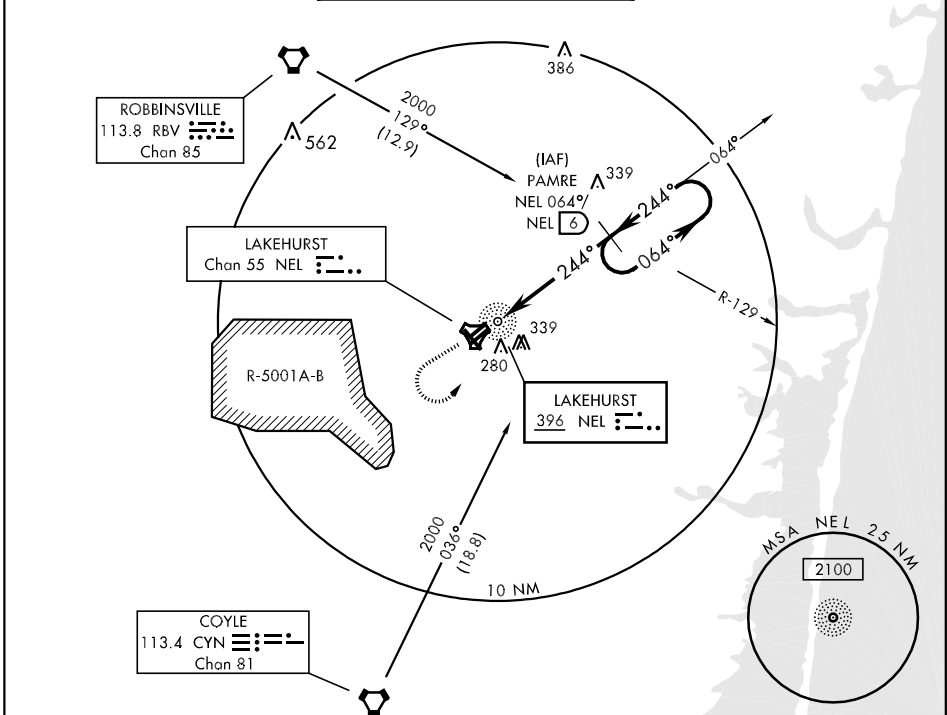 386
ROBBINSVILLE
113.8 RBV
Chan 85
562
2000
129°
(12.9)
(IAF)
PAMRE
NEL 064°
NEL 6
339
064°
244°
064°
244°
R-129
LAKEHURST
Chan 55 NEL
339
280
R-5001A-B
LAKEHURST
396 NEL
2000
036°
(18.8)
10 NM
MSA NEL 25 NM
2100
COYLE
113.4 CYN
Chan 81